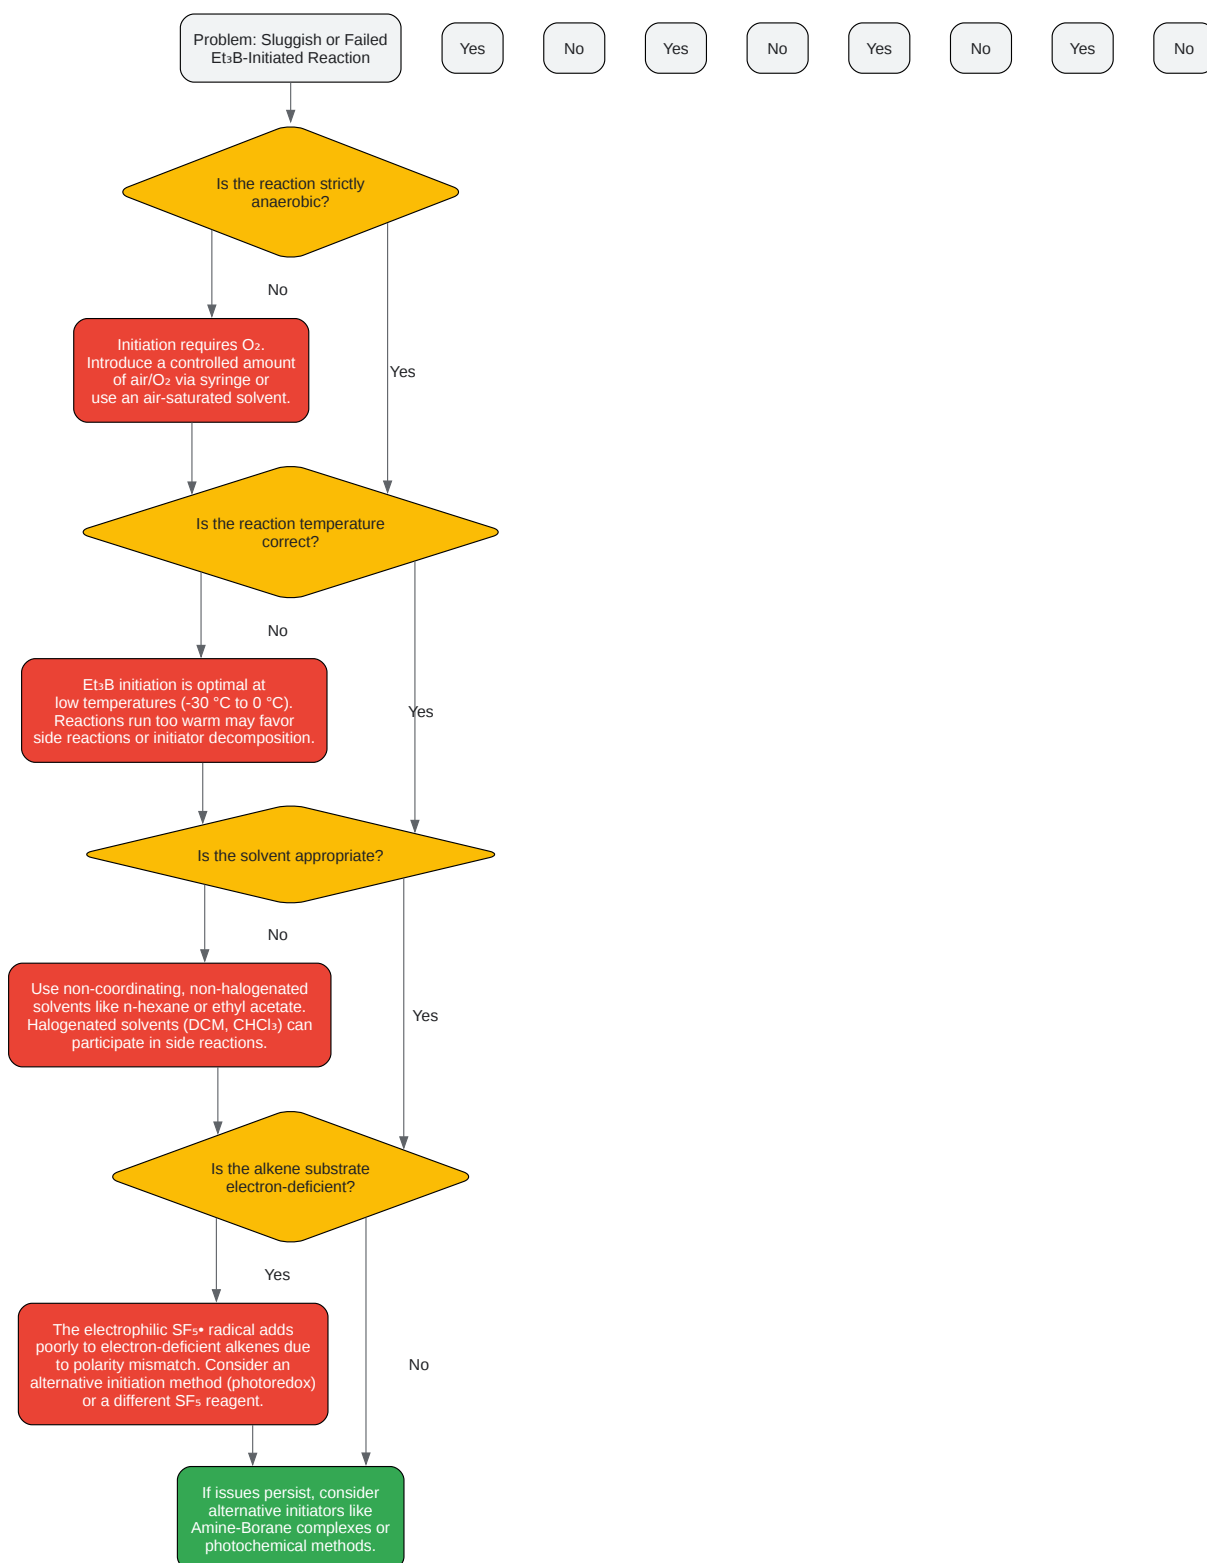 Problem: Sluggish or Failed
Et₃B-Initiated Reaction
Yes
No
Yes
No
Yes
No
Yes
No
Is the reaction strictly
anaerobic?
No
Initiation requires O₂.
Introduce a controlled amount
of air/O₂ via syringe or
use an air-saturated solvent.
Yes
Is the reaction temperature
correct?
No
Et₃B initiation is optimal at
low temperatures (-30 °C to 0 °C).
Reactions run too warm may favor
side reactions or initiator decomposition.
Yes
Is the solvent appropriate?
No
Use non-coordinating, non-halogenated
solvents like n-hexane or ethyl acetate.
Halogenated solvents (DCM, CHCl₃) can
participate in side reactions.
Yes
Is the alkene substrate
electron-deficient?
Yes
The electrophilic SF₅• radical adds
poorly to electron-deficient alkenes due
to polarity mismatch. Consider an
alternative initiation method (photoredox)
or a different SF₅ reagent.
No
If issues persist, consider
alternative initiators like
Amine-Borane complexes or
photochemical methods.